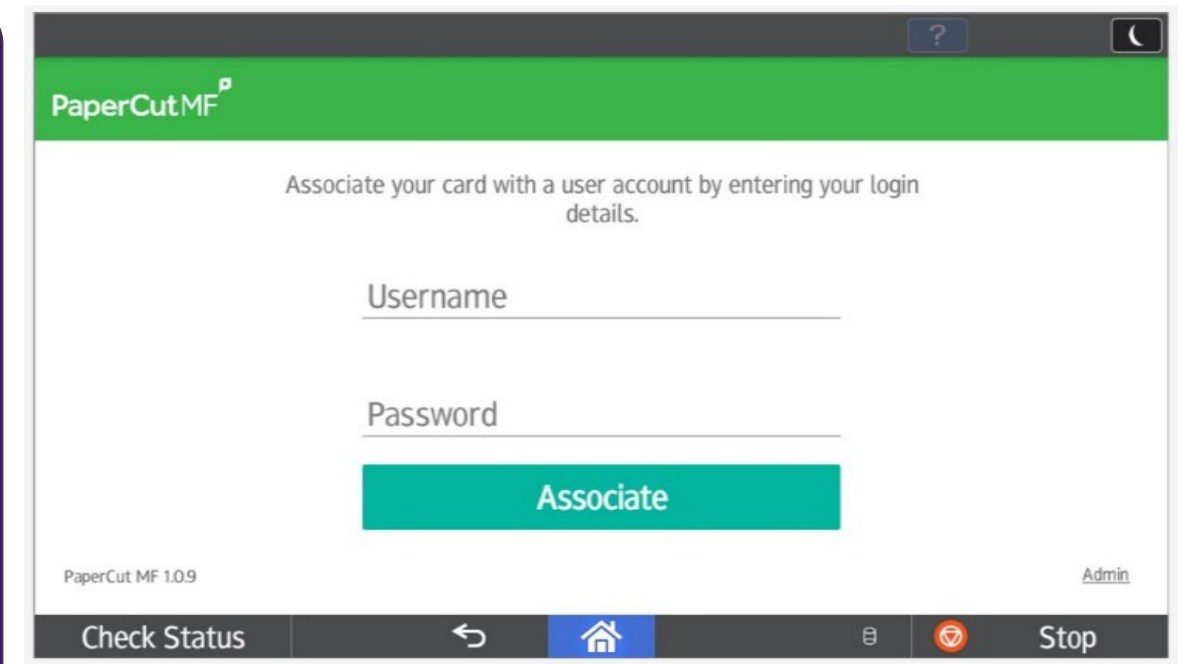 ?
PaperCut MF
Associate your card with a user account by entering your login
details.
Username
Password
Associate
PaperCut MF 1.0.9
Admin
Check Status
Stop